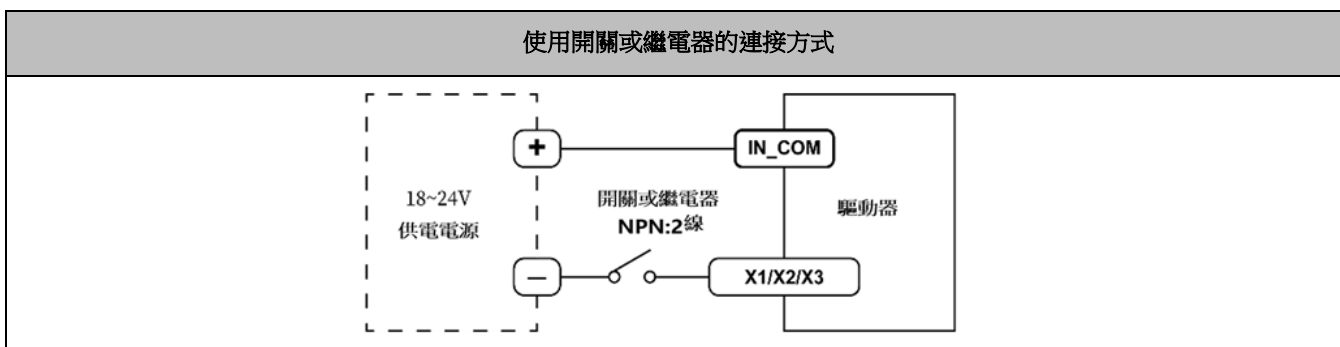 使用開關或繼電器的連接方式
+
IN_COM
18~24V
供電電源
開關或繼電器
NPN:2線
驅動器
—
X1/X2/X3